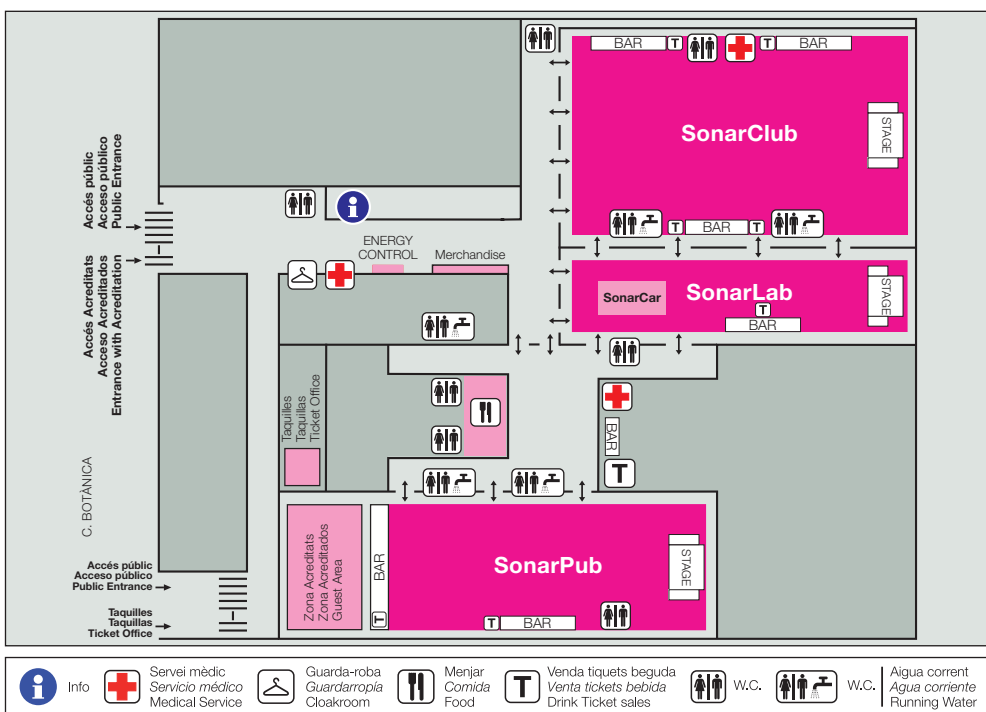 BAR
T
T
BAR
SonarClub
STAGE
T
BAR
T
Accés públic
Acceso público
Public Entrance
i
ENERGY
CONTROL
Merchandise
Accés Acreditats
Acceso Acreditados
Entrance with Acreditation
SonarCar
SonarLab
STAGE
T
BAR
Taquilles
Taquillas
Ticket Office
BAR
T
C. BOTÀNICA
Zona Acreditats
Zona Acreditados
Guest Area
BAR
T
SonarPub
STAGE
T
BAR
Accés públic
Acceso público
Public Entrance
Taquilles
Taquillas
Ticket Office
i
Info
Servei mèdic
Servicio médico
Medical Service
Guarda-roba
Guardarropía
Cloakroom
Menjar
Comida
Food
T
Venda tiquets beguda
Venta tickets bebida
Drink Ticket sales
W.C.
W.C.
Aigua corrent
Agua corriente
Running Water